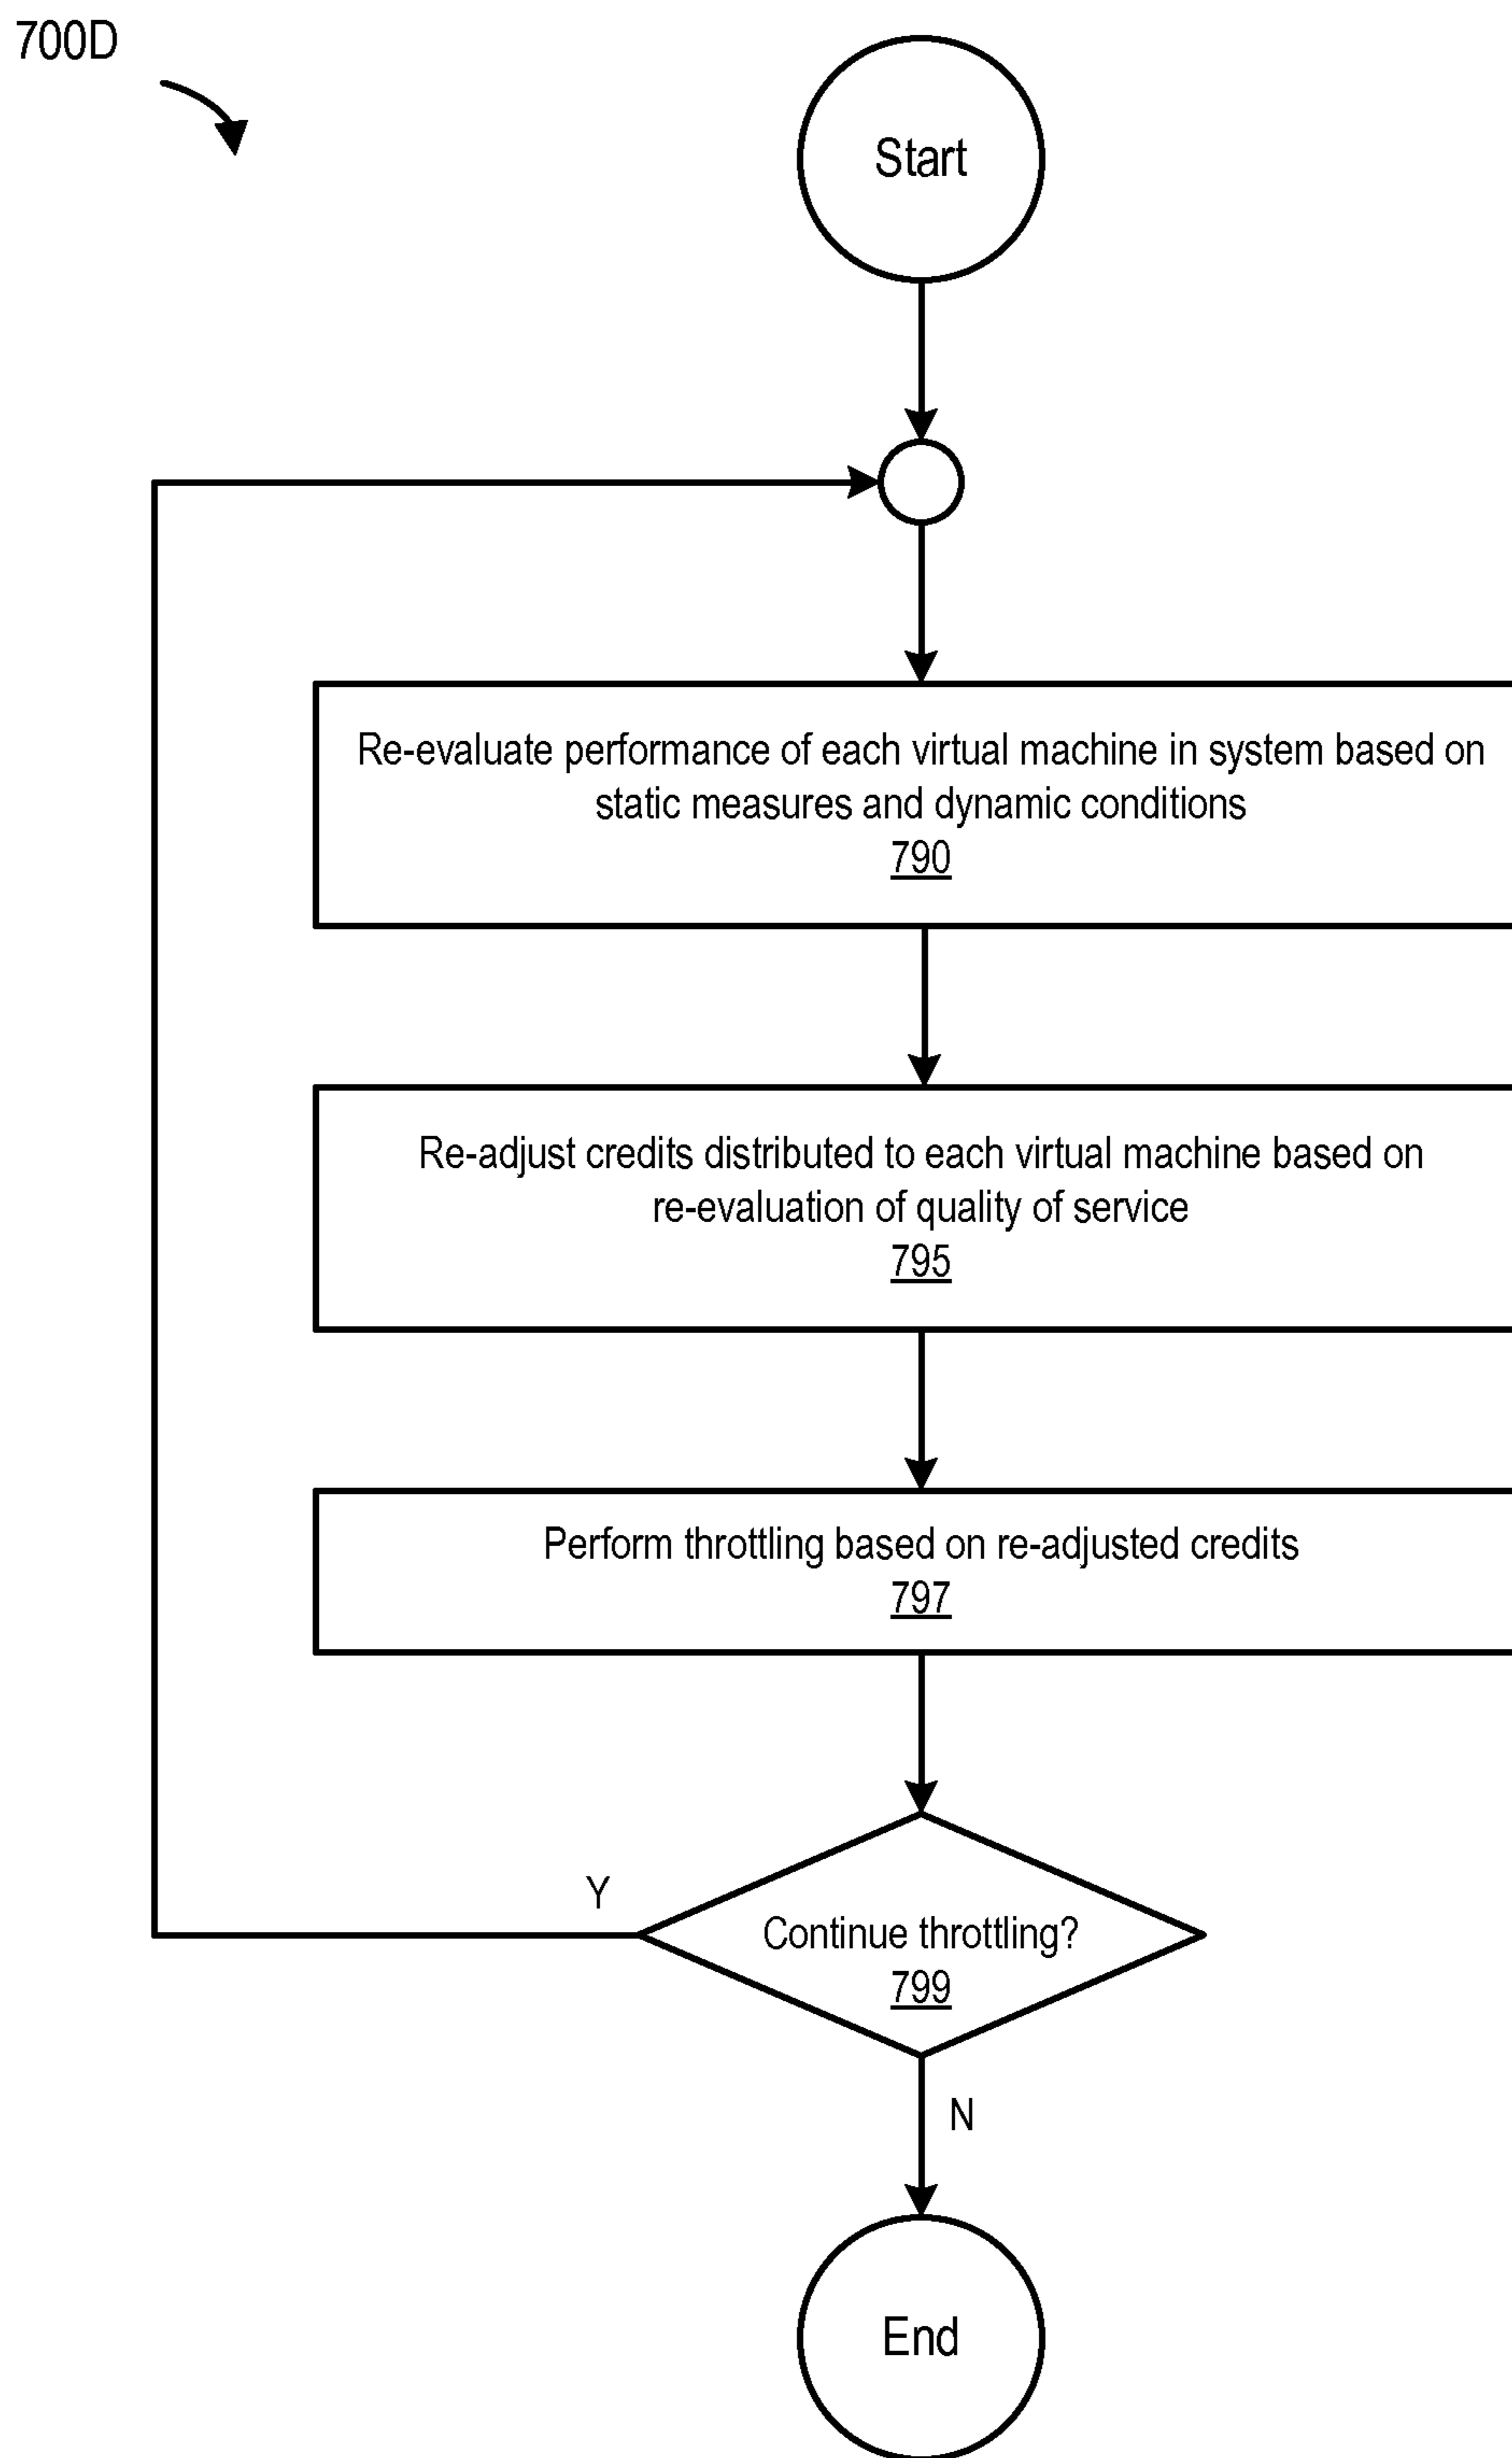 700D
Start
Re-evaluate performance of each virtual machine in system based on
static measures and dynamic conditions
790
Re-adjust credits distributed to each virtual machine based on
re-evaluation of quality of service
795
Perform throttling based on re-adjusted credits
797
Y
Continue throttling?
799
N
End